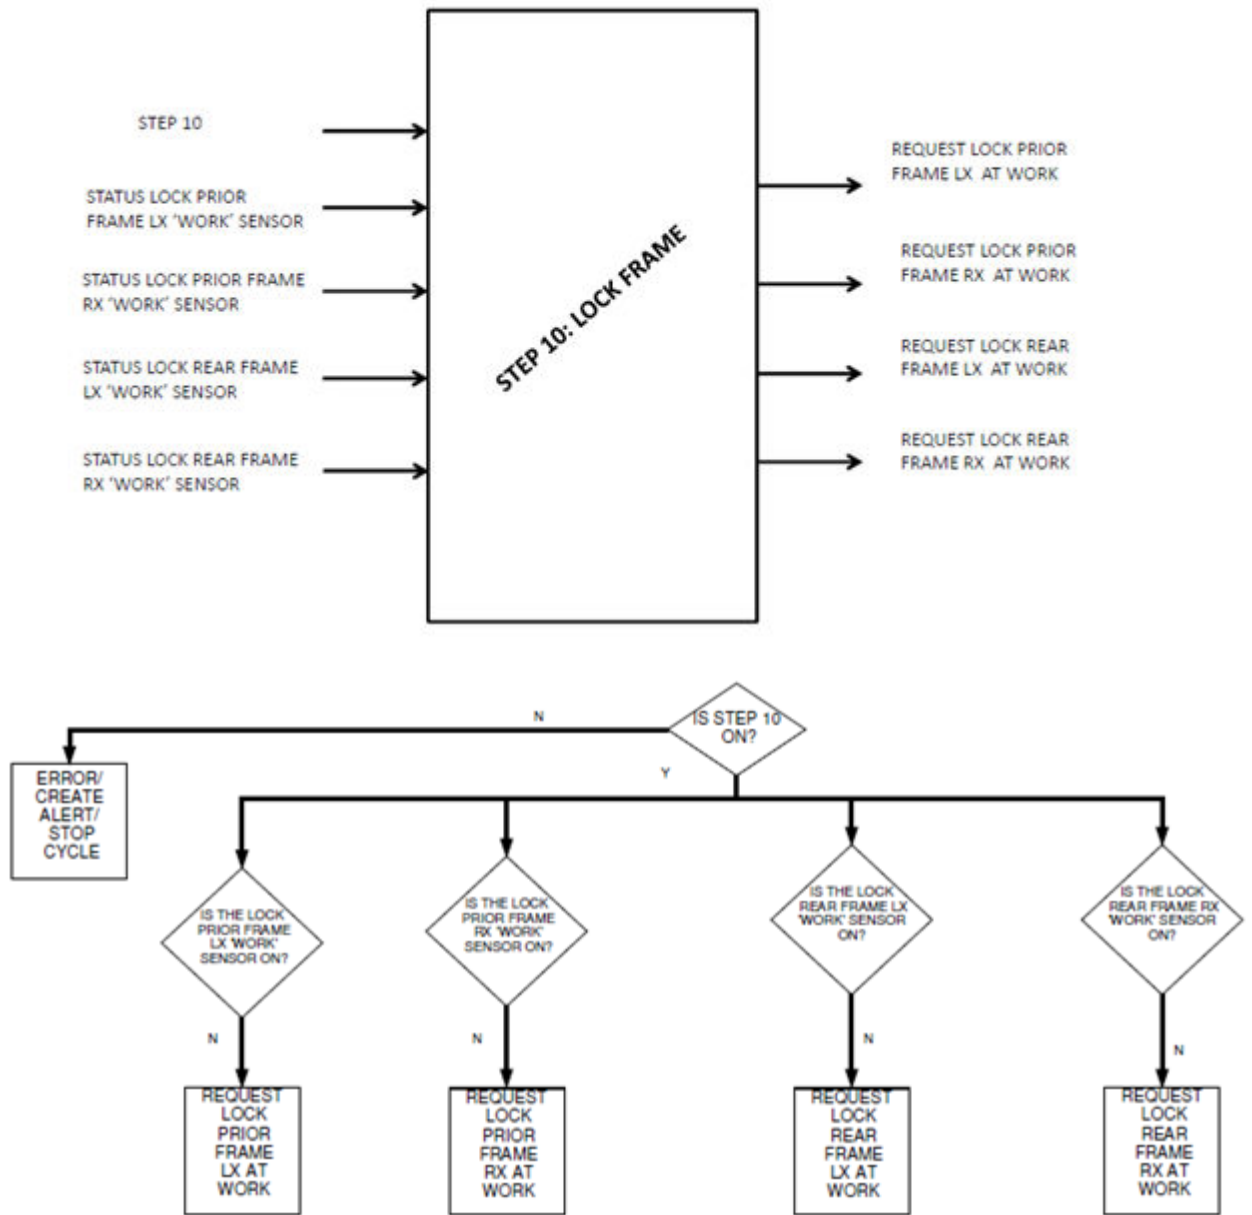 STEP 10
STATUS LOCK PRIOR
FRAME LX ‘WORK’ SENSOR
STATUS LOCK PRIOR FRAME
RX ‘WORK’ SENSOR
STATUS LOCK REAR FRAME
LX ‘WORK’ SENSOR
STATUS LOCK REAR FRAME
RX ‘WORK’ SENSOR
STEP 10: LOCK FRAME
REQUEST LOCK PRIOR
FRAME LX AT WORK
REQUEST LOCK PRIOR
FRAME RX AT WORK
REQUEST LOCK REAR
FRAME LX AT WORK
REQUEST LOCK REAR
FRAME RX AT WORK
IS STEP 10
ON?
N
Y
ERROR/
CREATE
ALERT/
STOP
CYCLE
IS THE LOCK
PRIOR FRAME
LX 'WORK'
SENSOR ON?
IS THE LOCK
PRIOR FRAME
RX 'WORK'
SENSOR ON?
IS THE LOCK
REAR FRAME LX
'WORK' SENSOR
ON?
IS THE LOCK
REAR FRAME RX
'WORK' SENSOR
ON?
N
N
N
N
REQUEST
LOCK
PRIOR
FRAME
LX AT
WORK
REQUEST
LOCK
PRIOR
FRAME
RX AT
WORK
REQUEST
LOCK
REAR
FRAME
LX AT
WORK
REQUEST
LOCK
REAR
FRAME
RX AT
WORK